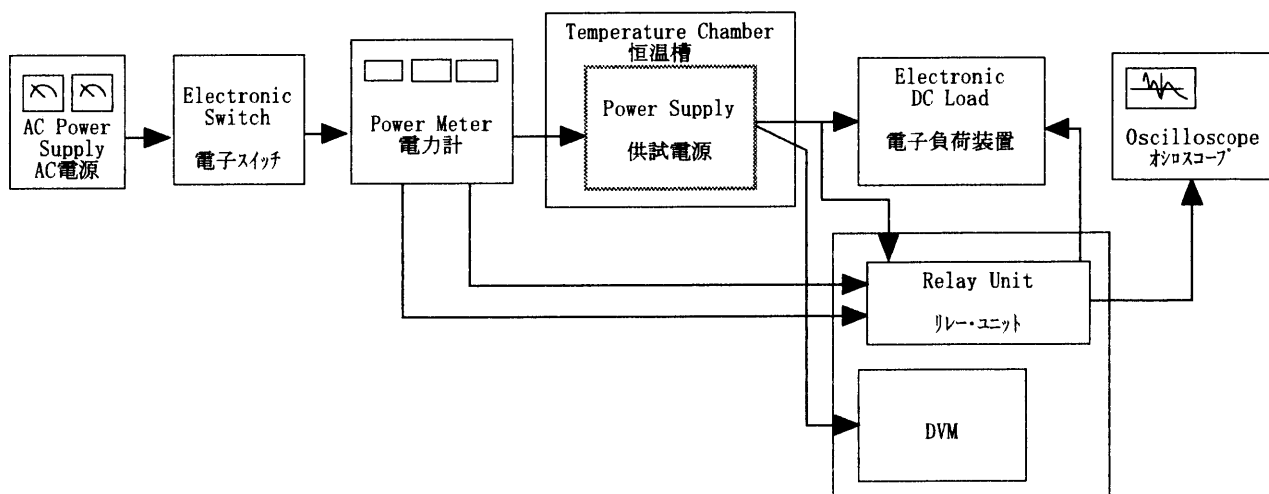 AC Power
Supply
AC電源
Electronic
Switch
電子スイッチ
Power Meter
電力計
Temperature Chamber
恒温槽
Power Supply
供試電源
Electronic
DC Load
電子負荷装置
Oscilloscope
オシロスコープ
Relay Unit
リレー・ユニット
DVM